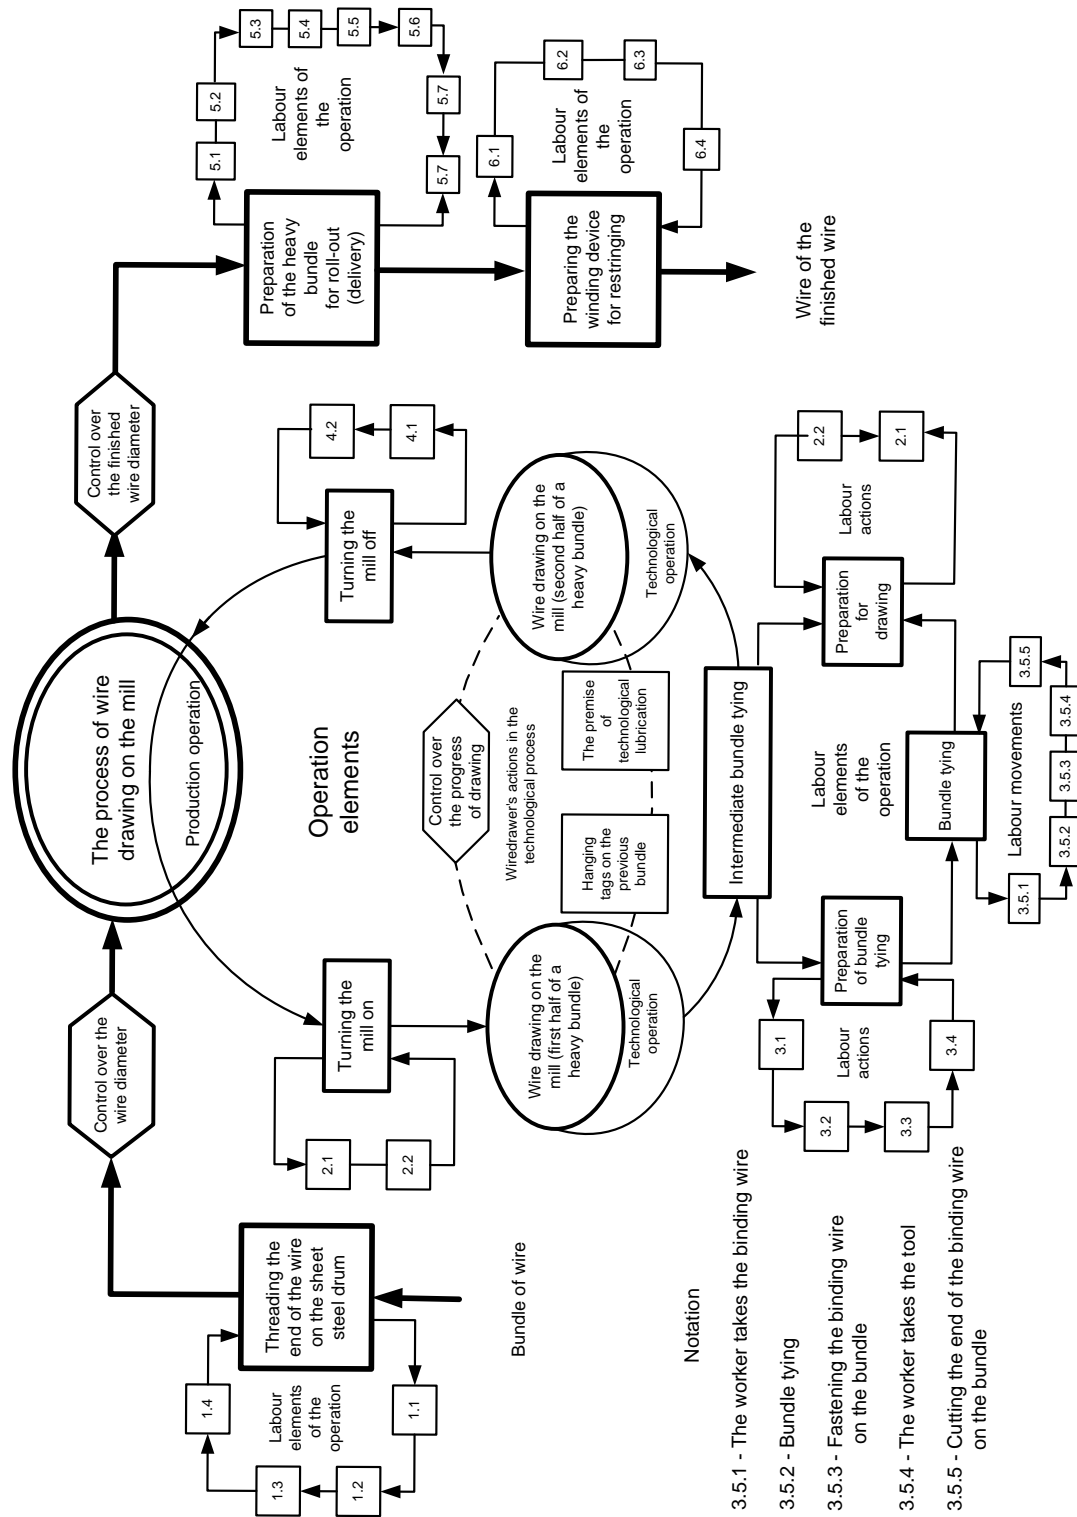 1.4
Labour
elements
of the
operation
1.3
1.2
1.1
Threading the
end of the wire
on the sheet
steel drum
Bundle of wire
Control over the
wire diameter
The process of wire
drawing on the mill
Production operation
Control over
the finished
wire diameter
5.1
5.2
5.3
5.4
5.5
5.6
5.7
5.7
Labour
elements of
the
operation
Preparation
of the heavy
bundle
for roll-out
(delivery)
6.1
6.2
6.3
6.4
Labour
elements of
the
operation
Preparing the
winding device
for restringing
Wire of the
finished wire
Turning the
mill on
2.1
2.2
Operation
elements
Turning the
mill off
4.2
4.1
Wire drawing on the
mill (first half of a
heavy bundle)
Technological
operation
Control over
the progress
of drawing
Wiredrawer's actions in the
technological process
Hanging
tags on the
previous
bundle
The premise
of
technological
lubrication
Wire drawing on the
mill (second half of a
heavy bundle)
Technological
operation
Intermediate bundle tying
3.1
3.2
3.3
3.4
Labour
actions
Preparation
of bundle
tying
Labour
elements
of the
operation
Bundle tying
Preparation
for
drawing
Labour
actions
2.2
2.1
3.5.1
Labour movements
3.5.2
3.5.3
3.5.4
3.5.5
Notation
3.5.1 - The worker takes the binding wire
3.5.2 - Bundle tying
3.5.3 - Fastening the binding wire
on the bundle
3.5.4 - The worker takes the tool
3.5.5 - Cutting the end of the binding wire
on the bundle